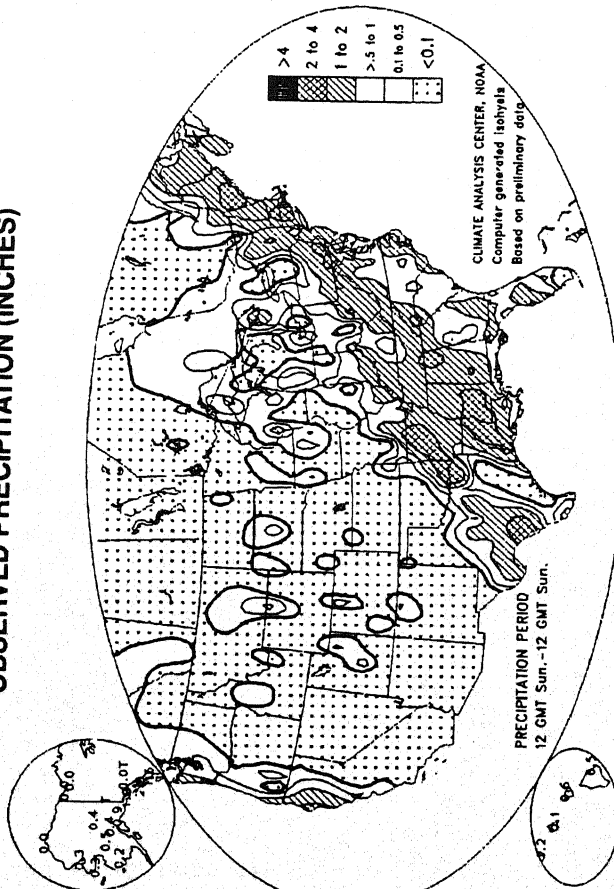 OBSERVED PRECIPITATION (INCHES)
>4
2 to 4
1 to 2
>.5 to 1
0.1 to 0.5
<0.1
CLIMATE ANALYSIS CENTER, NOAA
Computer generated isohyets
Based on preliminary data
PRECIPITATION PERIOD
12 GMT Sun.-12 GMT Sun.